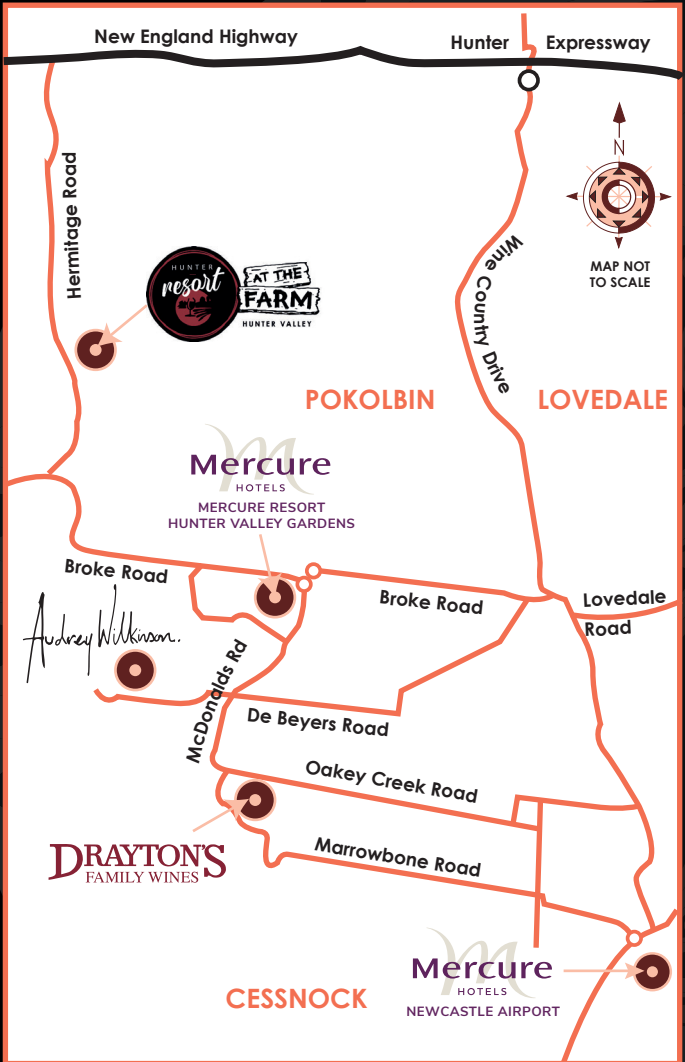 New England Highway
Hunter Expressway
N
MAP NOT
TO SCALE
Hermitage Road
Wine Country Drive
HUNTER
resort
AT THE
FARM
HUNTER VALLEY
POKOLBIN
LOVEDALE
Mercure
HOTELS
MERCURE RESORT
HUNTER VALLEY GARDENS
Broke Road
Broke Road
Lovedale
Road
Audrey Wilkinson.
McDonalds Rd
De Beyers Road
Oakey Creek Road
DRAYTON'S
FAMILY WINES
Marrowbone Road
Mercure
HOTELS
NEWCASTLE AIRPORT
CESSNOCK